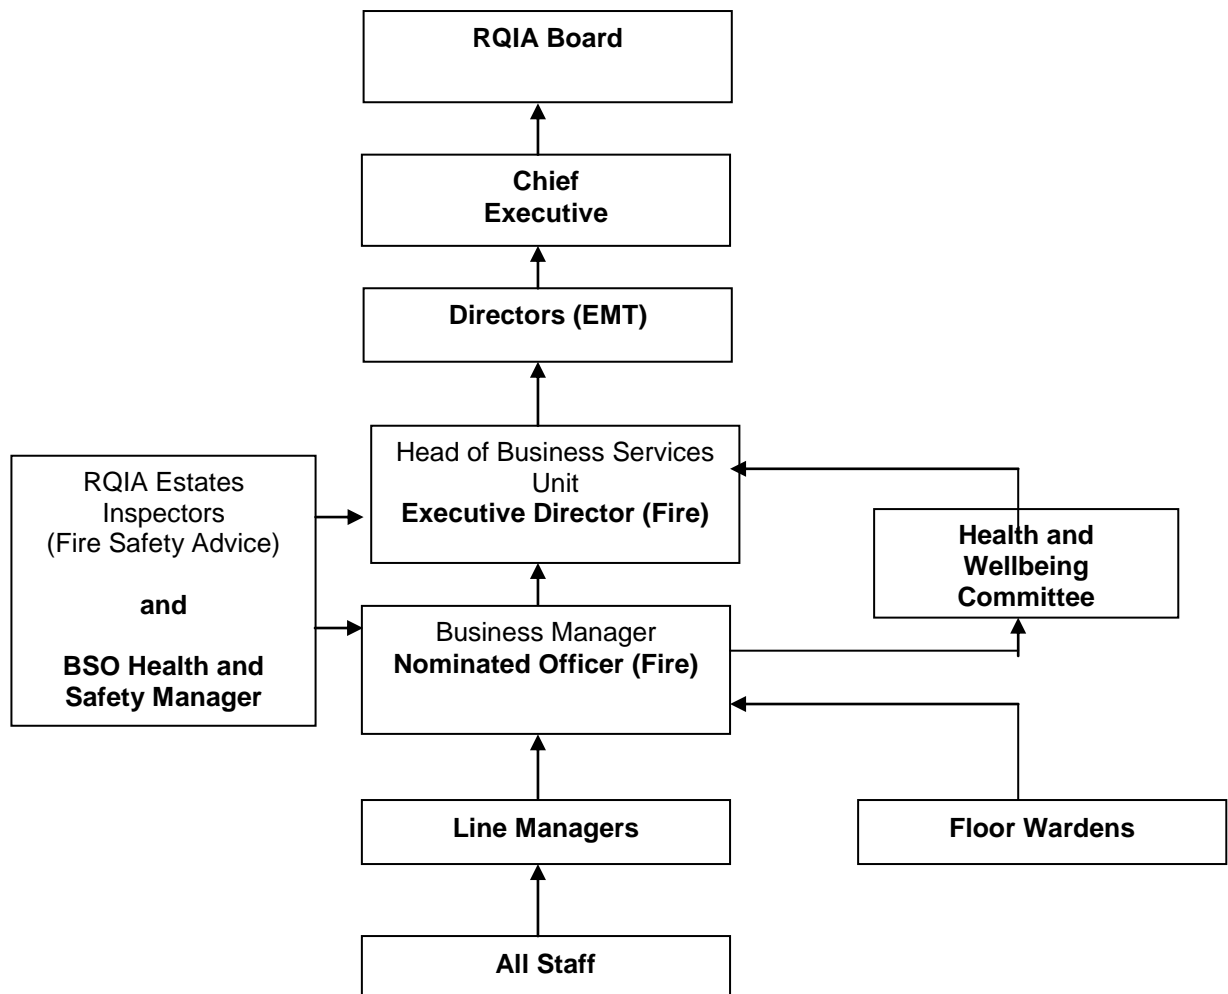 RQIA Board
Chief
Executive
Directors (EMT)
Head of Business Services
Unit
Executive Director (Fire)
RQIA Estates
Inspectors
(Fire Safety Advice)
and
BSO Health and
Safety Manager
Health and
Wellbeing
Committee
Business Manager
Nominated Officer (Fire)
Line Managers
Floor Wardens
All Staff